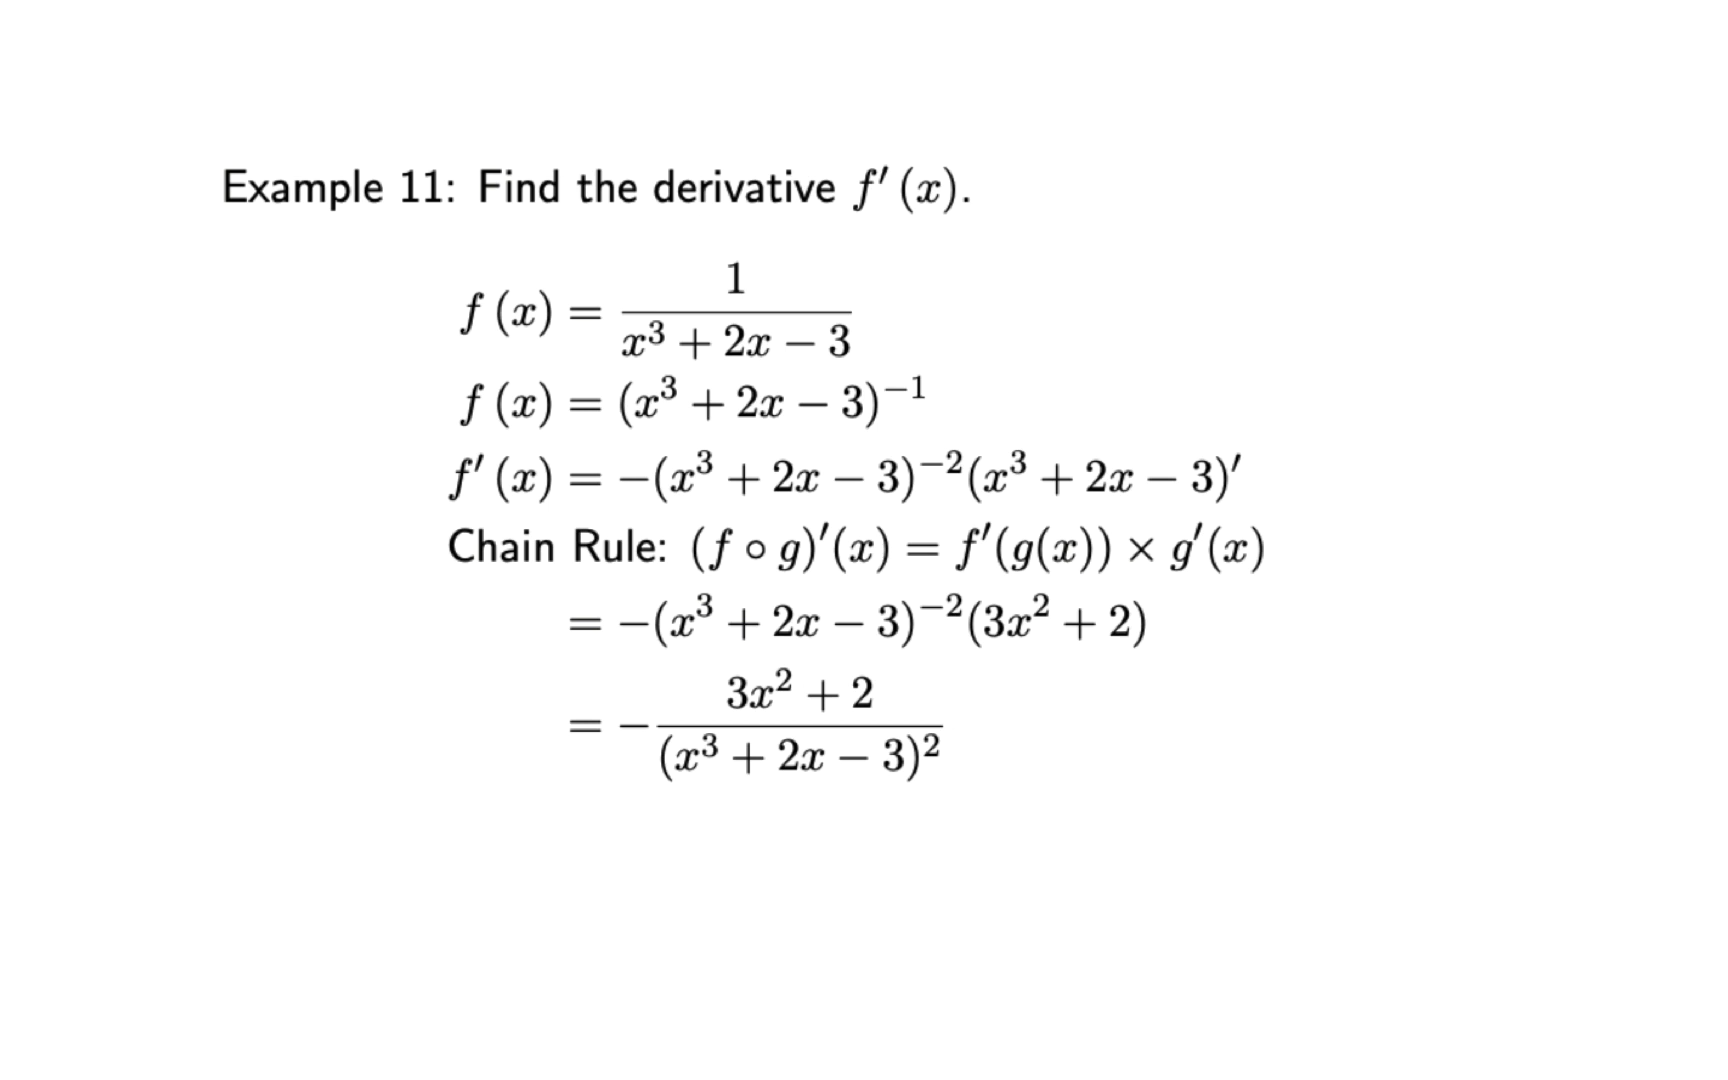 Example 11: Find the derivative f′ (x).
f (x) = 1 / (x³ + 2x − 3)
f (x) = (x³ + 2x − 3)⁻¹
f′ (x) = −(x³ + 2x − 3)⁻²(x³ + 2x − 3)′
Chain Rule: (f ∘ g)′(x) = f′(g(x)) × g′(x)
= −(x³ + 2x − 3)⁻²(3x² + 2)
= − (3x² + 2) / (x³ + 2x − 3)²